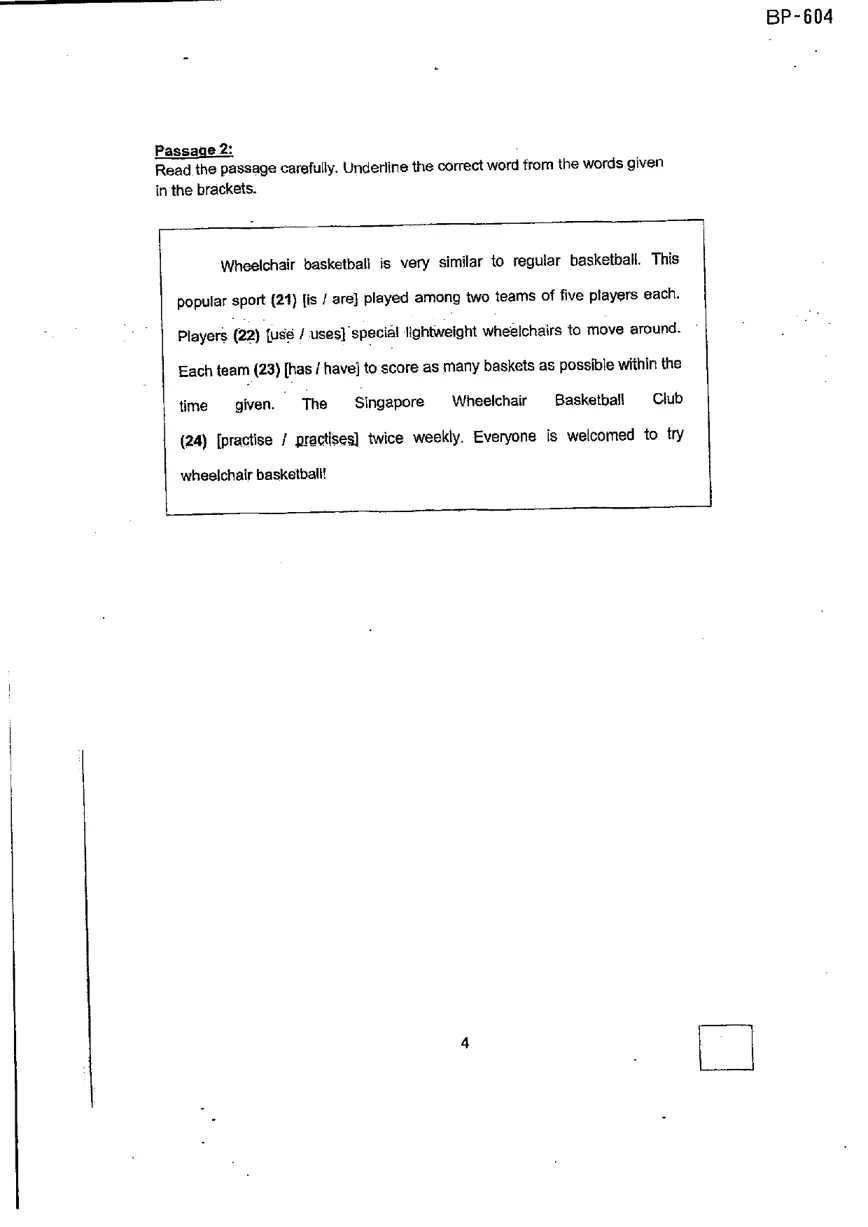 BP-604
Passage 2:
Read the passage carefully. Underline the correct word from the words given
in the brackets.
Wheelchair basketball is very similar to regular basketball. This
popular sport (21) [is / are] played among two teams of five players each.
Players (22) [use / uses] special lightweight wheelchairs to move around.
Each team (23) [has / have] to score as many baskets as possible within the
time given. The Singapore Wheelchair Basketball Club
(24) [practise / practises] twice weekly. Everyone is welcomed to try
wheelchair basketball!
4